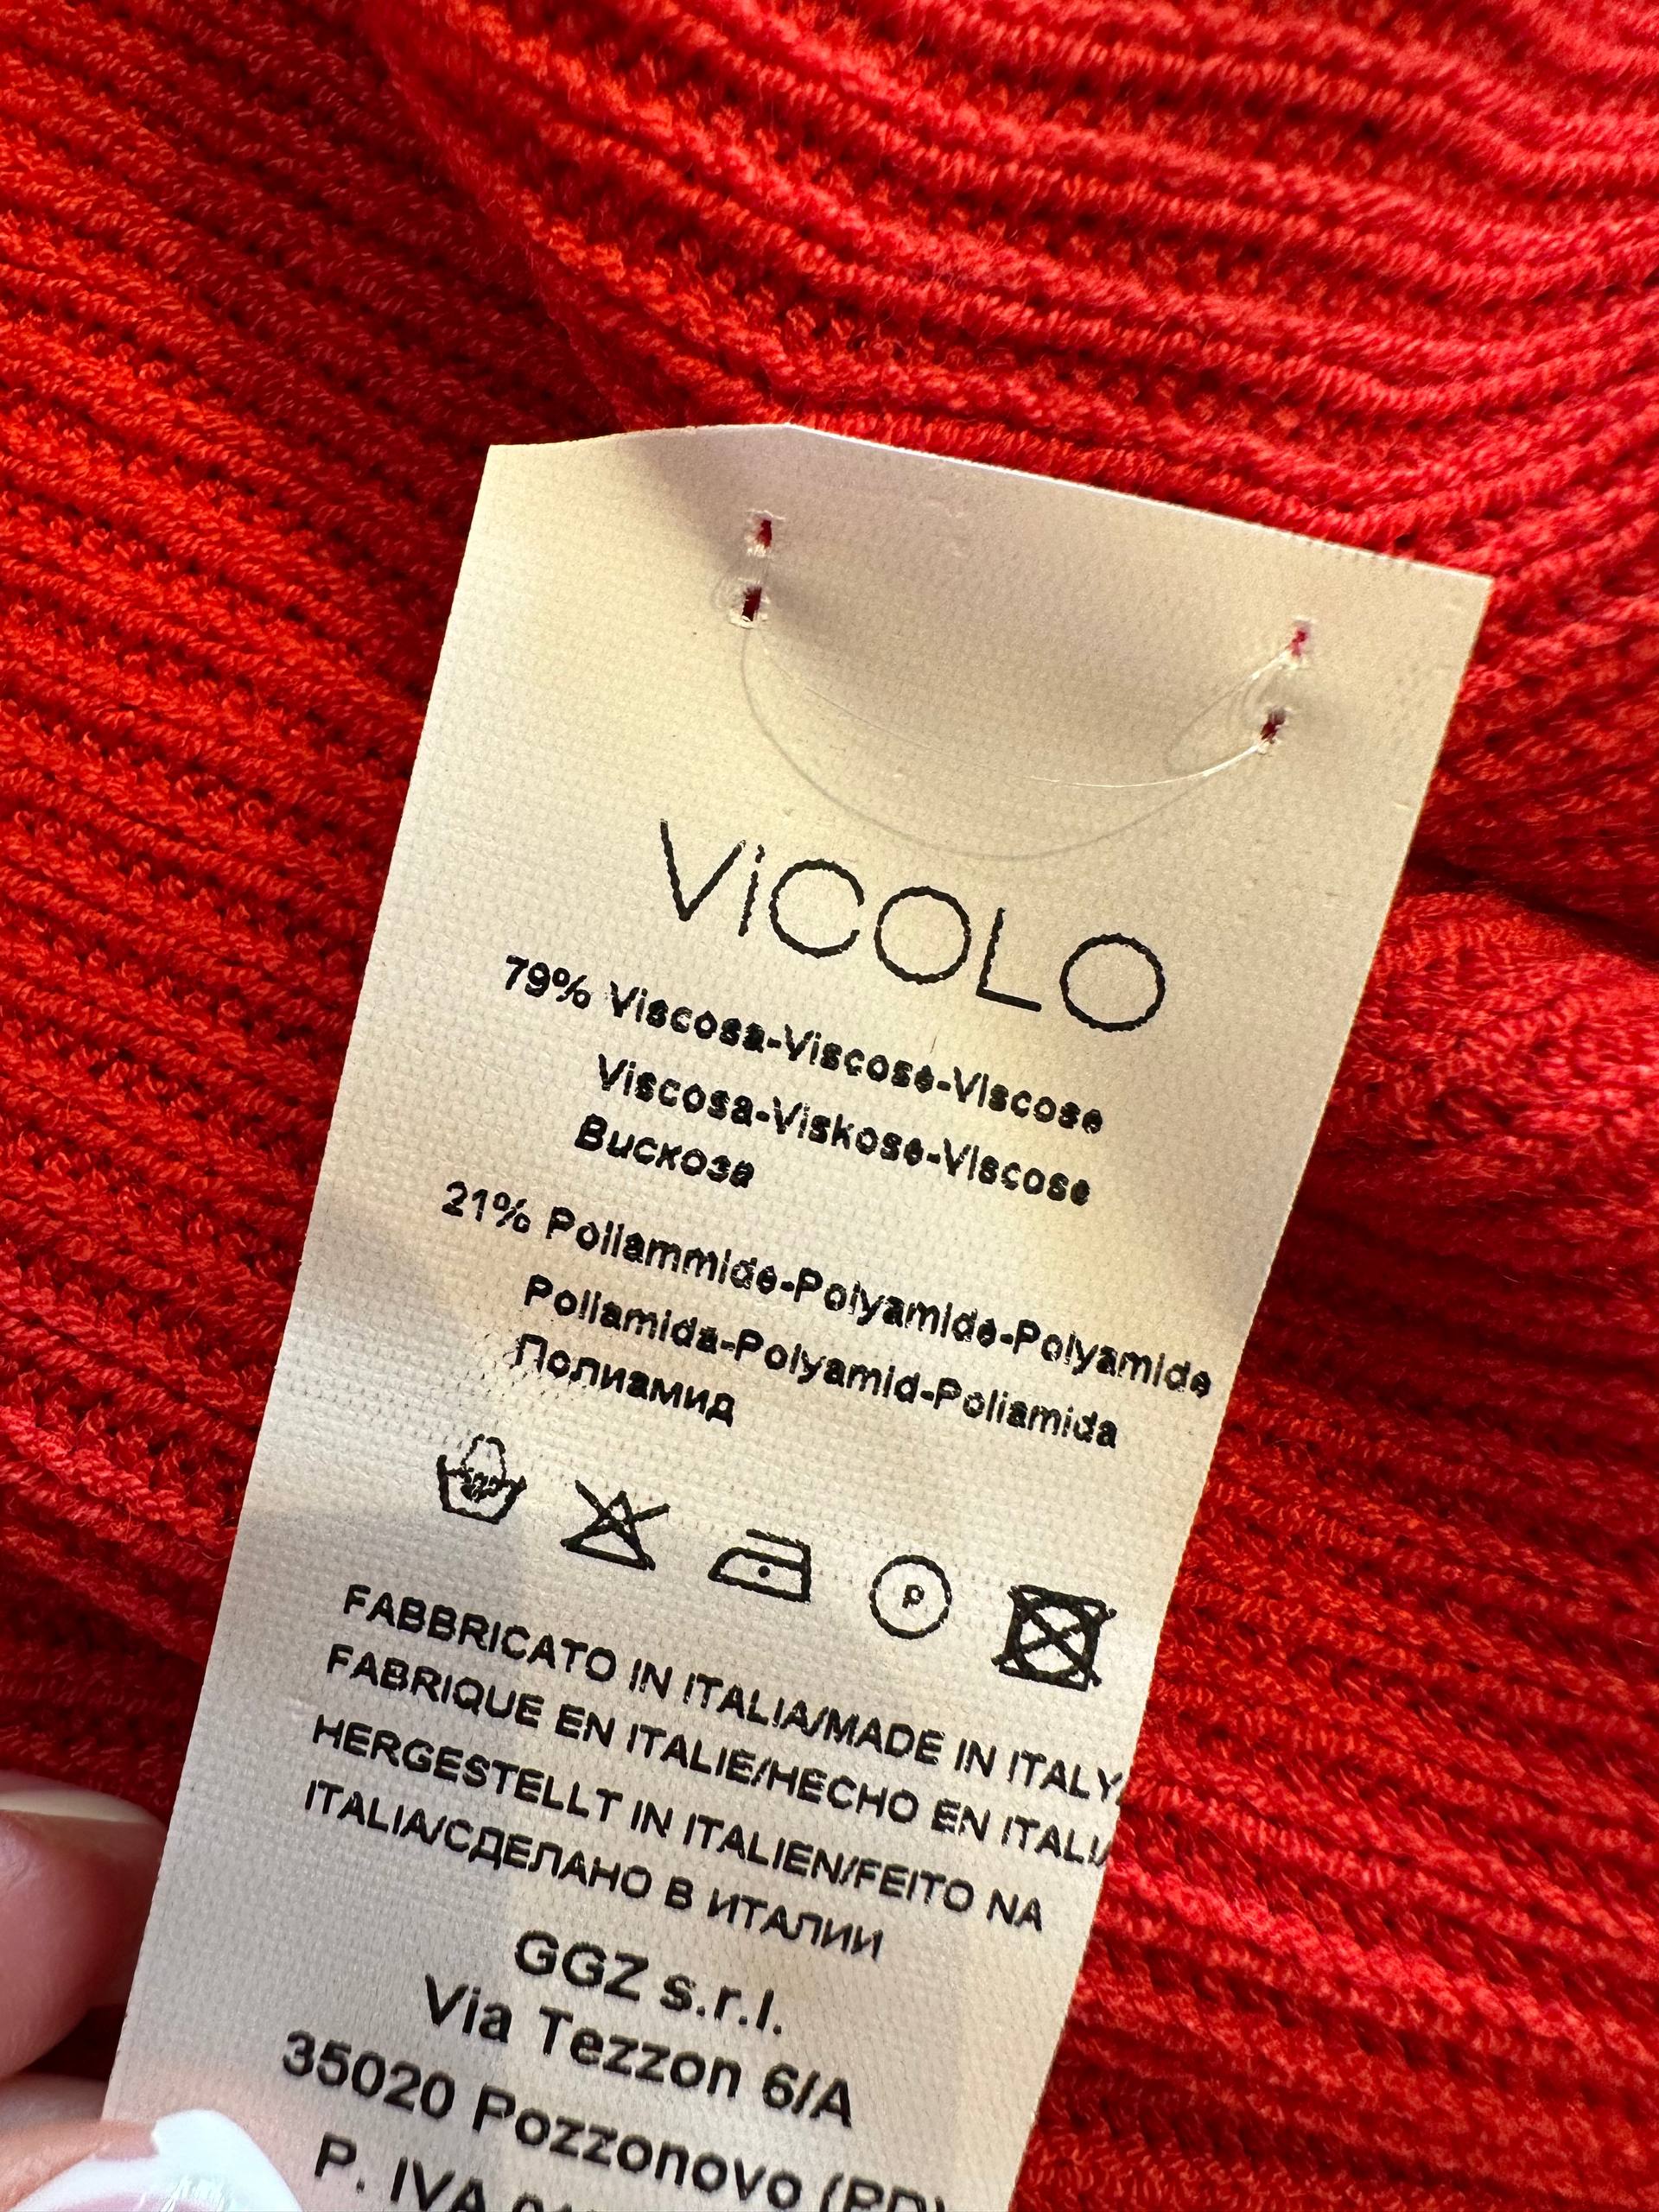 ViCOLO
79% Viscosa-Viscose-Viscose
Viscosa-Viskose-Viscose
Вискоза
21% Poliammide-Polyamide-Polyamide
Poliamida-Polyamid-Poliamida
Полиамид
P
FABBRICATO IN ITALIA/MADE IN ITALY/
FABRIQUE EN ITALIE/HECHO EN ITALIA
HERGESTELLT IN ITALIEN/FEITO NA
ITALIA/СДЕЛАНО В ИТАЛИИ
GGZ s.r.l.
Via Tezzon 6/A
35020 Pozzonovo (PD)
P. IVA